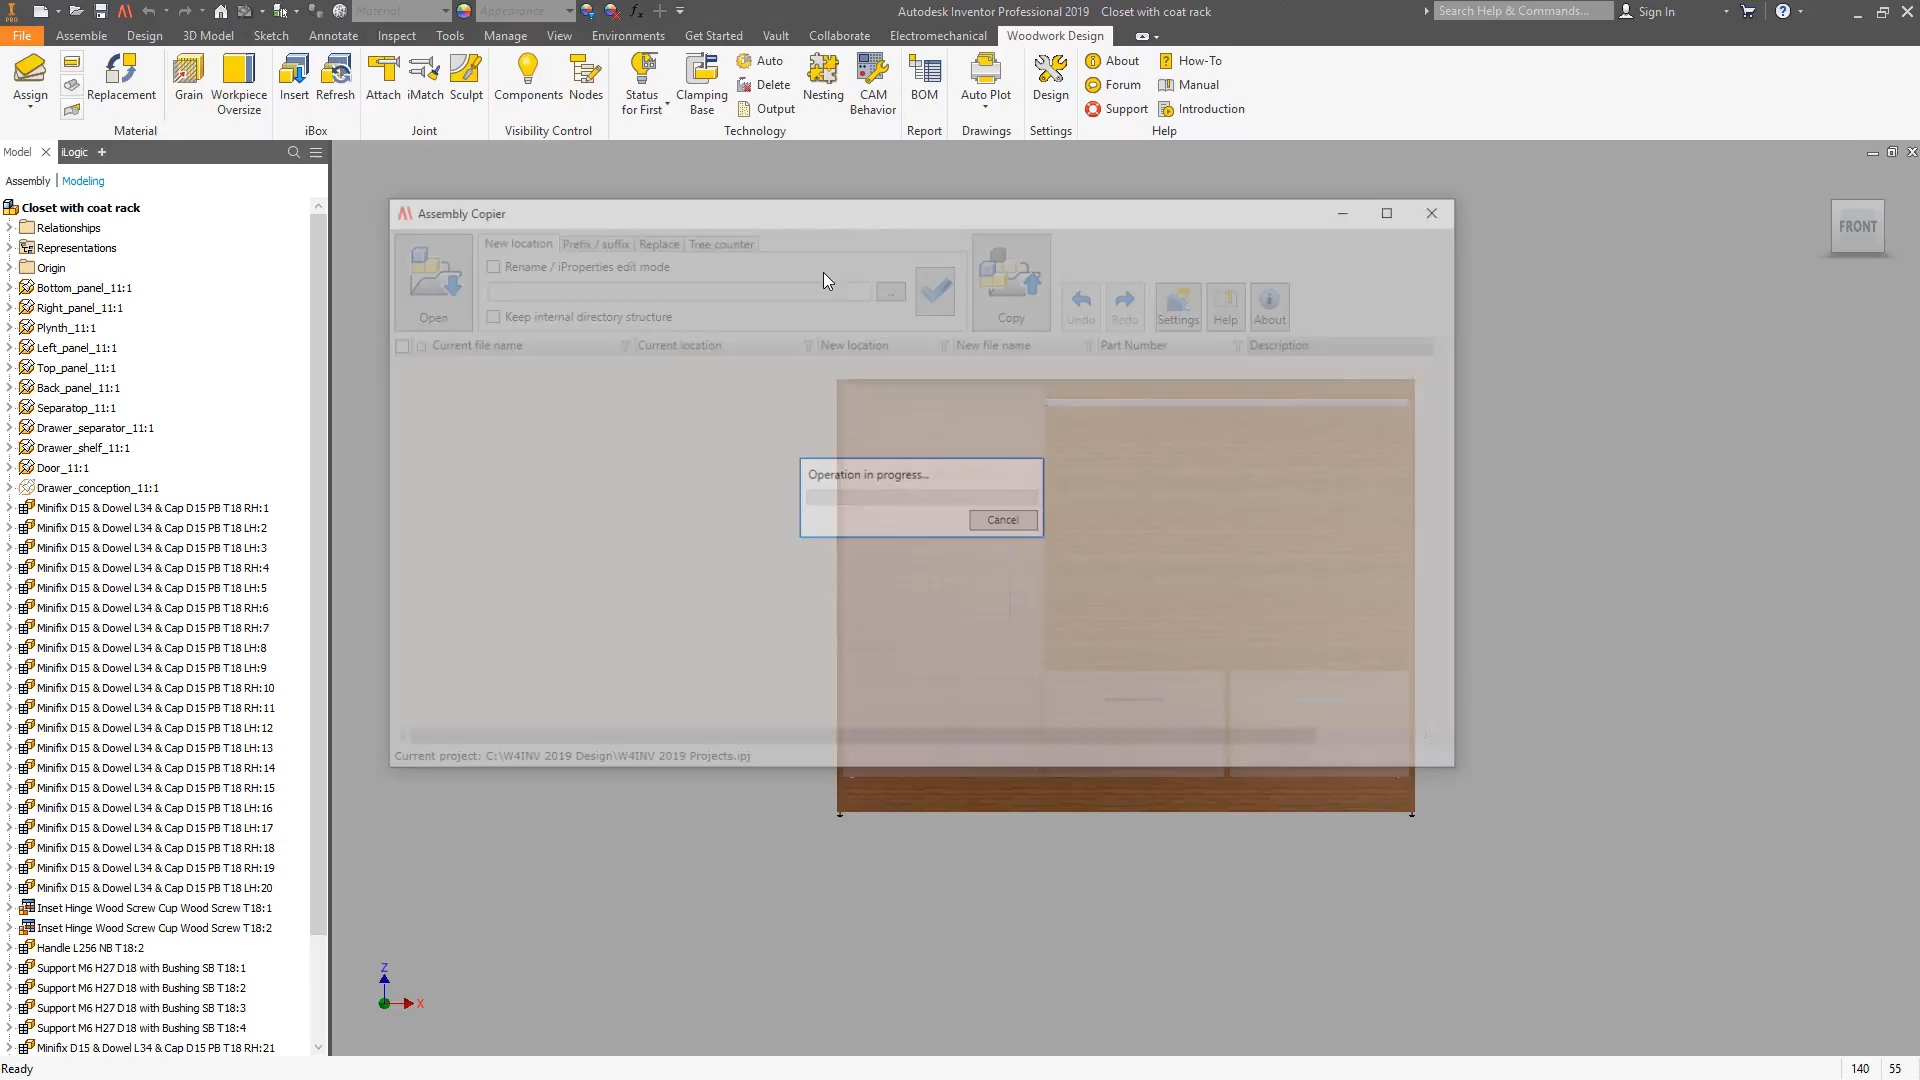 PRO
Material
Appearance
Autodesk Inventor Professional 2019 Closet with coat rack
Search Help & Commands...
Sign In
File
Assemble
Design
3D Model
Sketch
Annotate
Inspect
Tools
Manage
View
Environments
Get Started
Vault
Collaborate
Electromechanical
Woodwork Design
Assign
Replacement
Grain
Workpiece
Oversize
Insert
Refresh
Attach
iMatch
Sculpt
Components
Nodes
Status
for First
Clamping
Base
Auto
Delete
Output
Nesting
CAM
Behavior
BOM
Auto Plot
Design
About
Forum
Support
How-To
Manual
Introduction
Material
iBox
Joint
Visibility Control
Technology
Report
Drawings
Settings
Help
Model
iLogic
Assembly
Modeling
Closet with coat rack
Relationships
Representations
Origin
Bottom_panel_11:1
Right_panel_11:1
Plynth_11:1
Left_panel_11:1
Top_panel_11:1
Back_panel_11:1
Separatop_11:1
Drawer_separator_11:1
Drawer_shelf_11:1
Door_11:1
Drawer_conception_11:1
Minifix D15 & Dowel L34 & Cap D15 PB T18 RH:1
Minifix D15 & Dowel L34 & Cap D15 PB T18 LH:2
Minifix D15 & Dowel L34 & Cap D15 PB T18 LH:3
Minifix D15 & Dowel L34 & Cap D15 PB T18 RH:4
Minifix D15 & Dowel L34 & Cap D15 PB T18 LH:5
Minifix D15 & Dowel L34 & Cap D15 PB T18 RH:6
Minifix D15 & Dowel L34 & Cap D15 PB T18 RH:7
Minifix D15 & Dowel L34 & Cap D15 PB T18 LH:8
Minifix D15 & Dowel L34 & Cap D15 PB T18 LH:9
Minifix D15 & Dowel L34 & Cap D15 PB T18 RH:10
Minifix D15 & Dowel L34 & Cap D15 PB T18 RH:11
Minifix D15 & Dowel L34 & Cap D15 PB T18 LH:12
Minifix D15 & Dowel L34 & Cap D15 PB T18 LH:13
Minifix D15 & Dowel L34 & Cap D15 PB T18 RH:14
Minifix D15 & Dowel L34 & Cap D15 PB T18 RH:15
Minifix D15 & Dowel L34 & Cap D15 PB T18 LH:16
Minifix D15 & Dowel L34 & Cap D15 PB T18 LH:17
Minifix D15 & Dowel L34 & Cap D15 PB T18 RH:18
Minifix D15 & Dowel L34 & Cap D15 PB T18 RH:19
Minifix D15 & Dowel L34 & Cap D15 PB T18 LH:20
Inset Hinge Wood Screw Cup Wood Screw T18:1
Inset Hinge Wood Screw Cup Wood Screw T18:2
Handle L256 NB T18:2
Support M6 H27 D18 with Bushing SB T18:1
Support M6 H27 D18 with Bushing SB T18:2
Support M6 H27 D18 with Bushing SB T18:3
Support M6 H27 D18 with Bushing SB T18:4
Minifix D15 & Dowel L34 & Cap D15 PB T18 RH:21
Assembly Copier
Open
New location
Prefix / suffix
Replace
Tree counter
Rename / iProperties edit mode
...
Keep internal directory structure
Copy
Undo
Redo
Settings
Help
About
Current file name
Current location
New location
New file name
Part Number
Description
Operation in progress...
Cancel
Current project: C:\W4INV 2019 Design\W4INV 2019 Projects.ipj
FRONT
Z
X
Ready
140
55